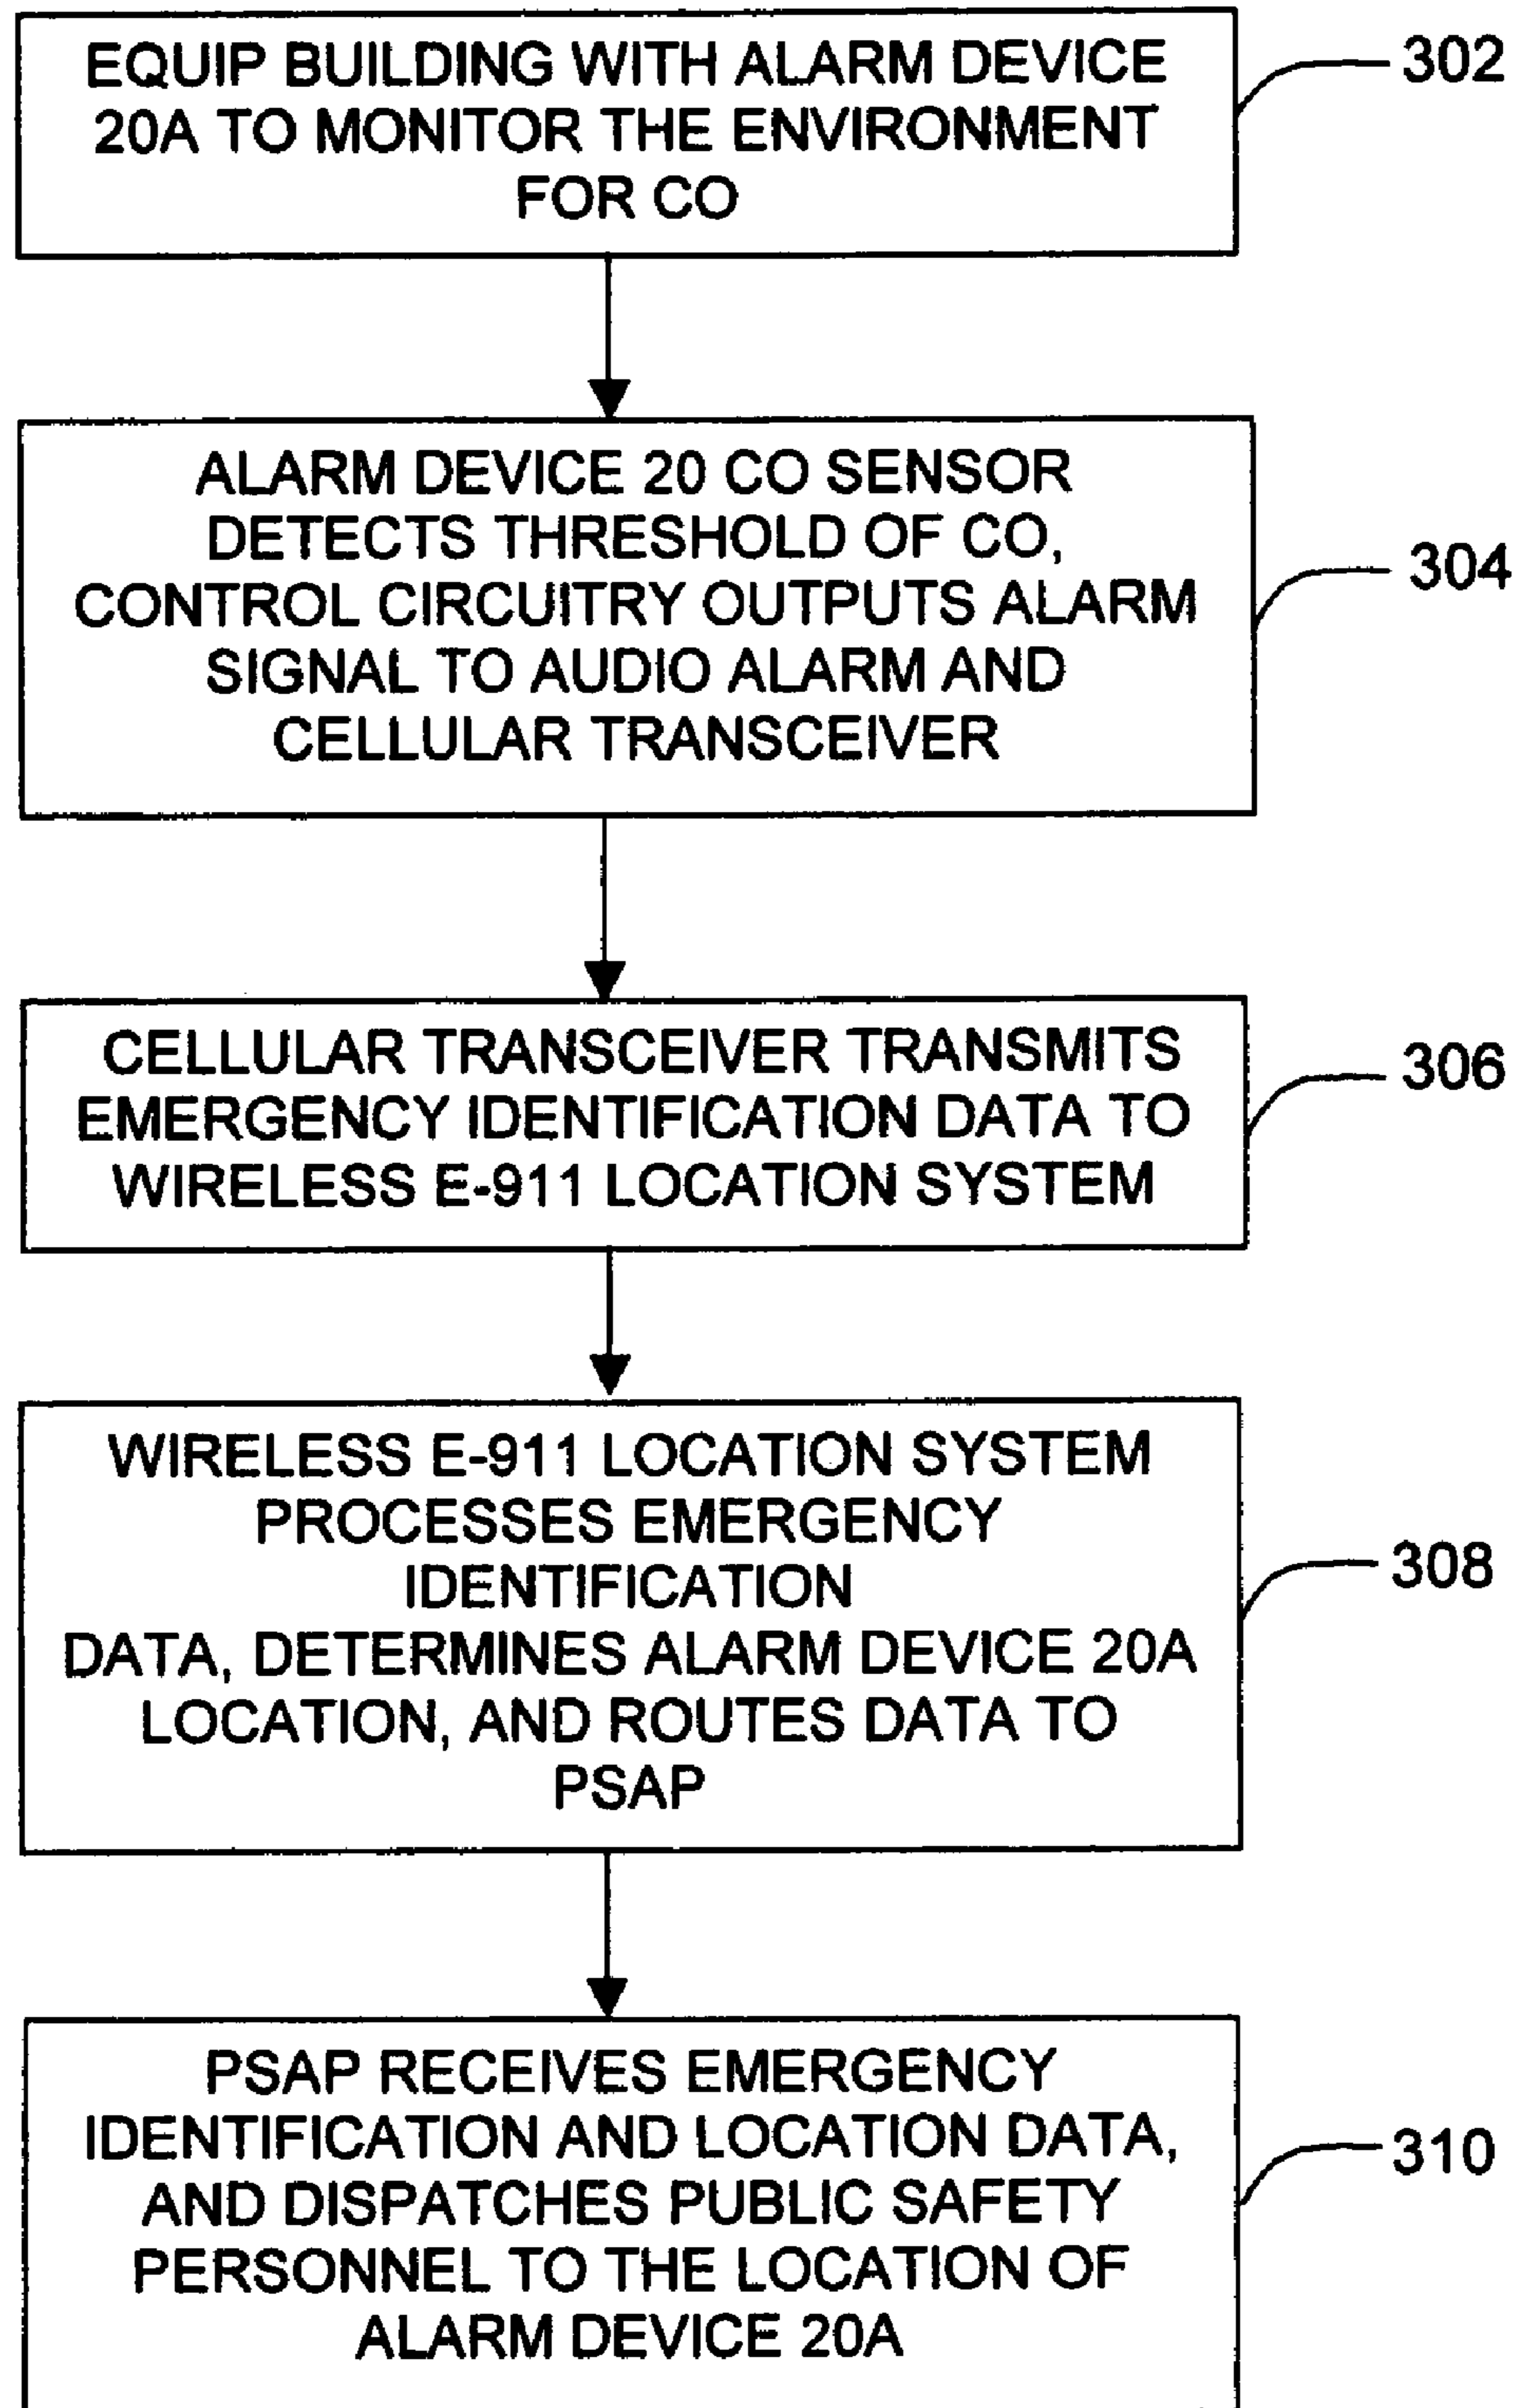 EQUIP BUILDING WITH ALARM DEVICE
20A TO MONITOR THE ENVIRONMENT
FOR CO
302
ALARM DEVICE 20 CO SENSOR
DETECTS THRESHOLD OF CO,
CONTROL CIRCUITRY OUTPUTS ALARM
SIGNAL TO AUDIO ALARM AND
CELLULAR TRANSCEIVER
304
CELLULAR TRANSCEIVER TRANSMITS
EMERGENCY IDENTIFICATION DATA TO
WIRELESS E-911 LOCATION SYSTEM
306
WIRELESS E-911 LOCATION SYSTEM
PROCESSES EMERGENCY
IDENTIFICATION
DATA, DETERMINES ALARM DEVICE 20A
LOCATION, AND ROUTES DATA TO
PSAP
308
PSAP RECEIVES EMERGENCY
IDENTIFICATION AND LOCATION DATA,
AND DISPATCHES PUBLIC SAFETY
PERSONNEL TO THE LOCATION OF
ALARM DEVICE 20A
310